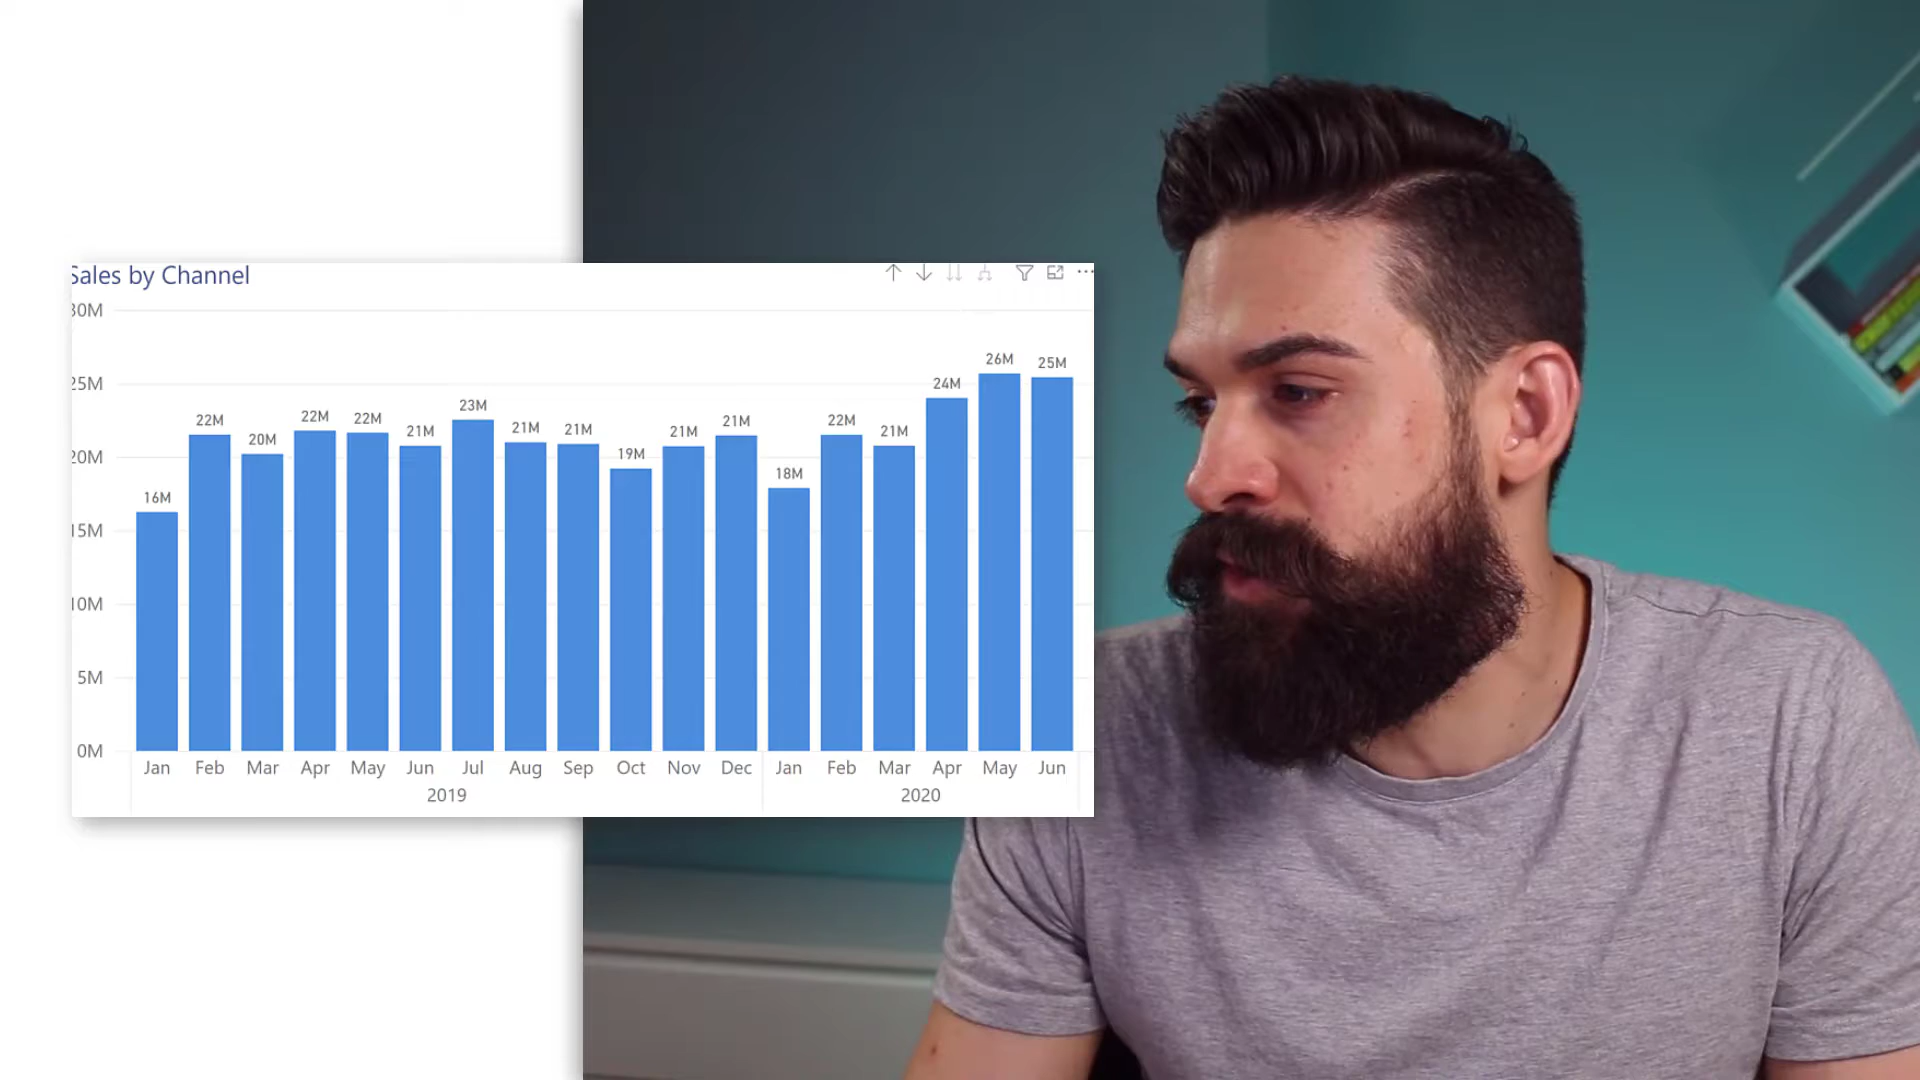 Sales by Channel
30M
25M
20M
15M
10M
5M
0M
16M
22M
20M
22M
22M
21M
23M
21M
21M
19M
21M
21M
18M
22M
21M
24M
26M
25M
Jan Feb Mar Apr May Jun Jul Aug Sep Oct Nov Dec Jan Feb Mar Apr May Jun
2019 2020